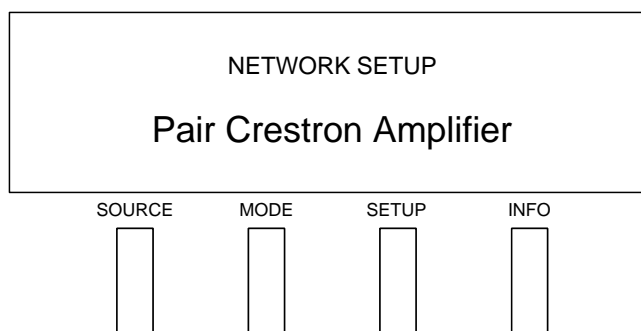 NETWORK SETUP
Pair Crestron Amplifier
SOURCE MODE SETUP INFO